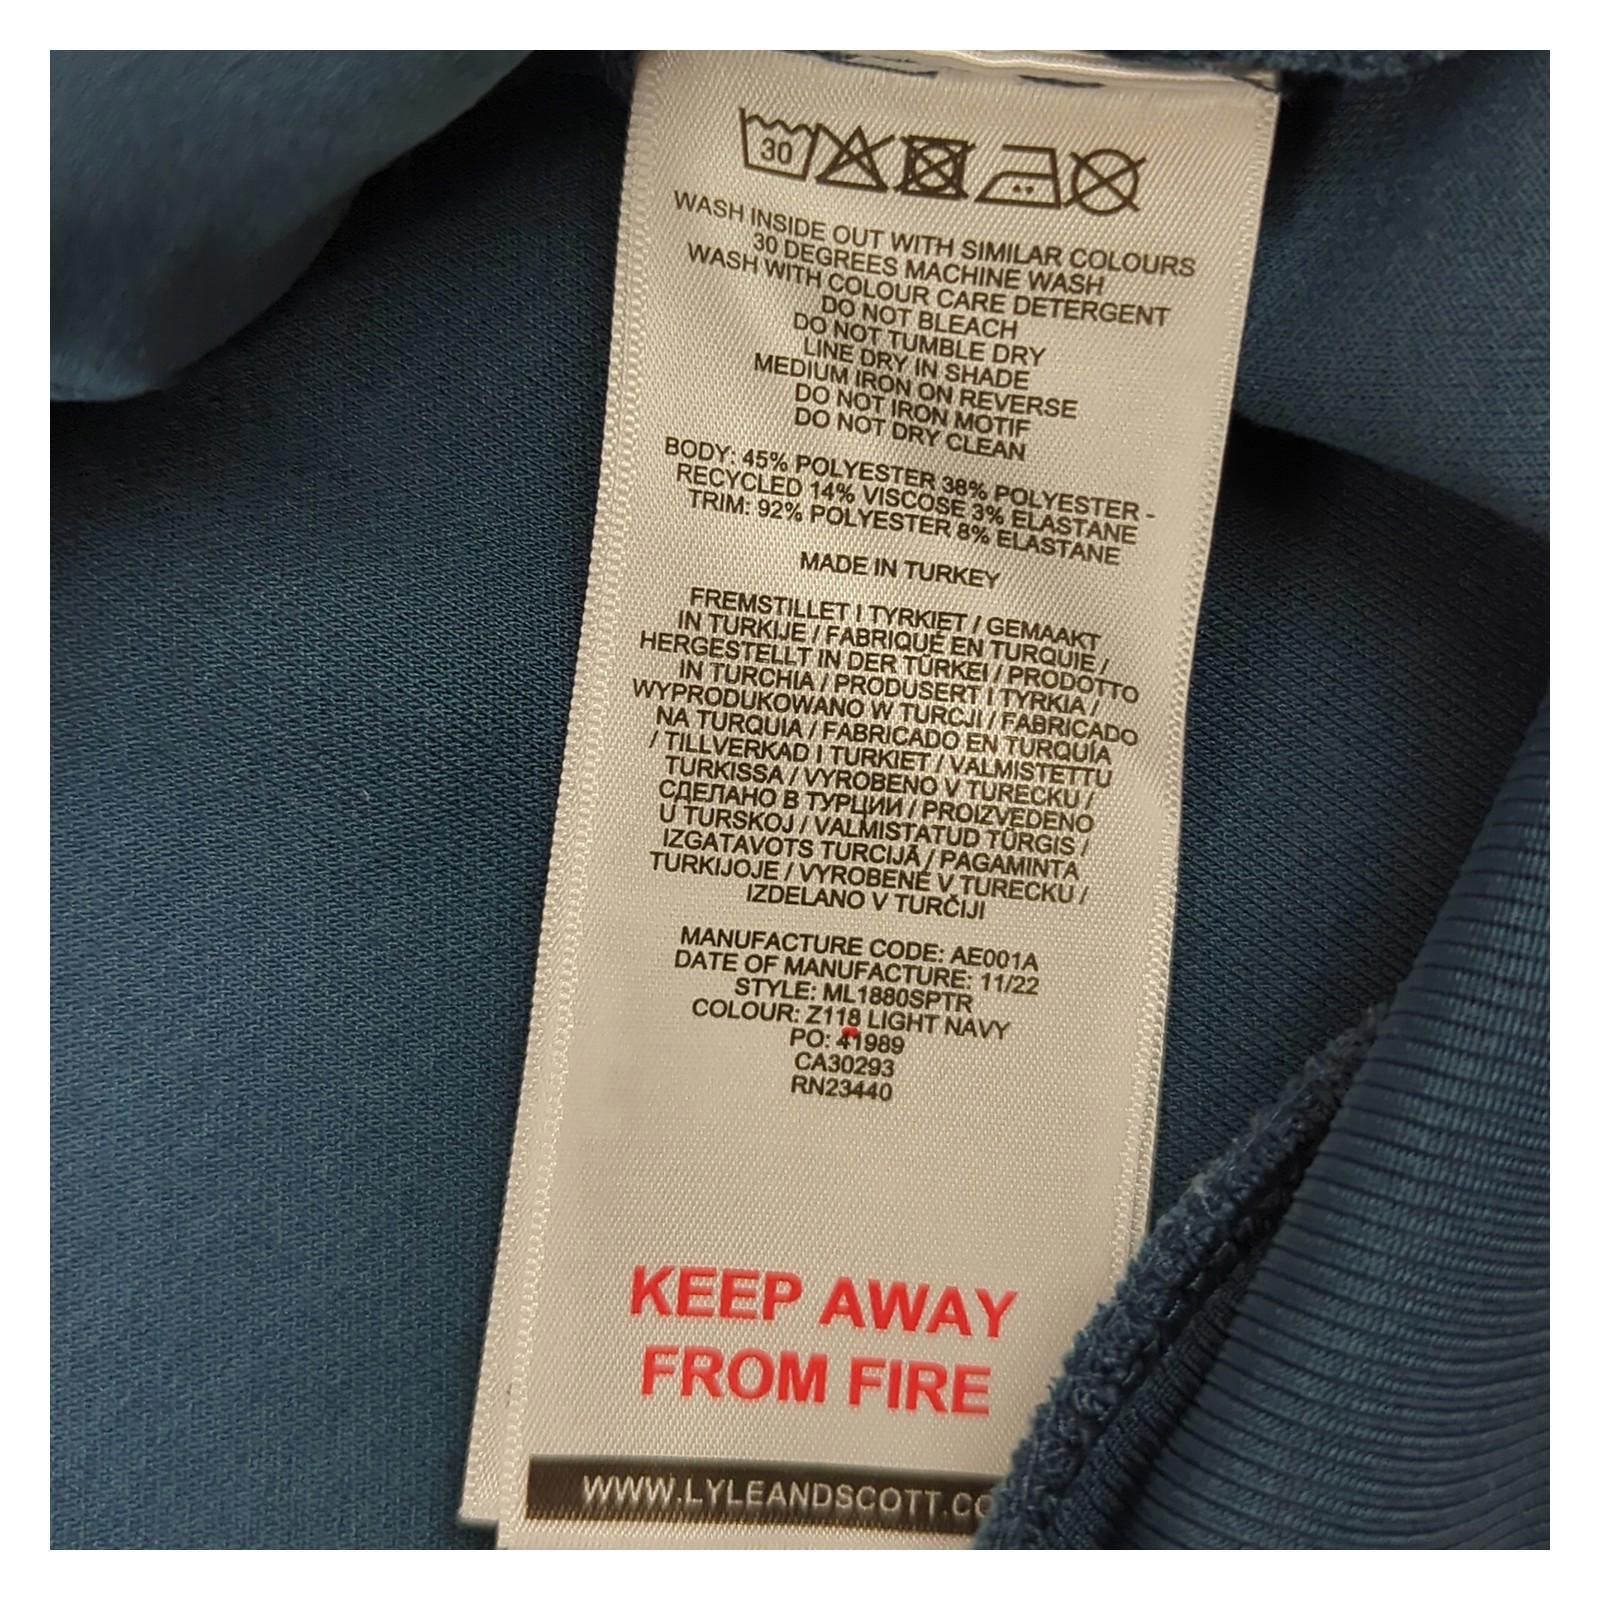 30
WASH INSIDE OUT WITH SIMILAR COLOURS
30 DEGREES MACHINE WASH
WASH WITH COLOUR CARE DETERGENT
DO NOT BLEACH
DO NOT TUMBLE DRY
LINE DRY IN SHADE
MEDIUM IRON ON REVERSE
DO NOT IRON MOTIF
DO NOT DRY CLEAN
BODY: 45% POLYESTER 38% POLYESTER -
RECYCLED 14% VISCOSE 3% ELASTANE
TRIM: 92% POLYESTER 8% ELASTANE
MADE IN TURKEY
FREMSTILLET I TYRKIET / GEMAAKT
IN TURKIJE / FABRIQUÉ EN TURQUIE /
HERGESTELLT IN DER TÜRKEI / PRODOTTO
IN TURCHIA / PRODUSERT I TYRKIA /
WYPRODUKOWANO W TURCJI / FABRICADO
NA TURQUIA / FABRICADO EN TURQUÍA
/ TILLVERKAD I TURKIET / VALMISTETTU
TURKISSA / VYROBENO V TURECKU /
СДЕЛАНО В ТУРЦИИ / PROIZVEDENO
U TURSKOJ / VALMISTATUD TÜRGIS /
IZGATAVOTS TURCIJĀ / PAGAMINTA
TURKIJOJE / VYROBENÉ V TURECKU /
IZDELANO V TURČIJI
MANUFACTURE CODE: AE001A
DATE OF MANUFACTURE: 11/22
STYLE: ML1880SPTR
COLOUR: Z118 LIGHT NAVY
PO: 41989
CA30293
RN23440
KEEP AWAY
FROM FIRE
WWW.LYLEANDSCOTT.CO